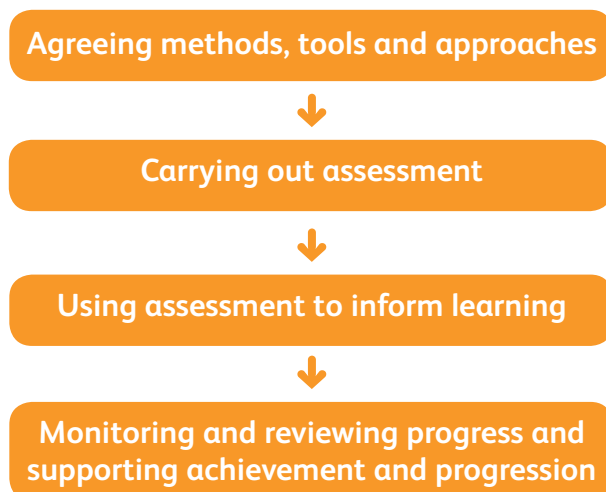 Agreeing methods, tools and approaches
Carrying out assessment
Using assessment to inform learning
Monitoring and reviewing progress and
supporting achievement and progression